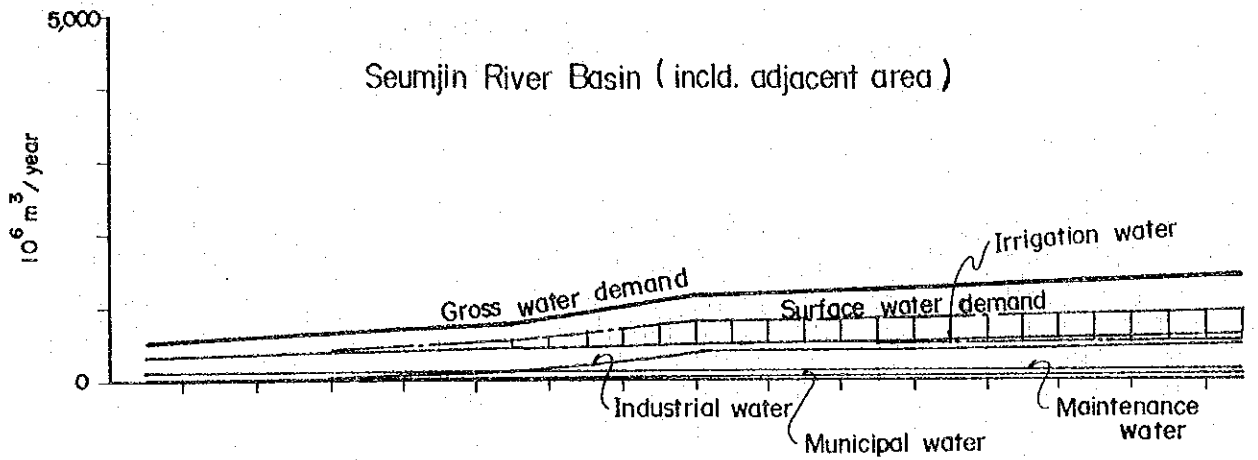 5,000
Seumjin River Basin ( incld. adjacent area )
10⁶ m³/year
Irrigation water
Gross water demand
Surface water demand
0
Industrial water
Municipal water
Maintenance
water